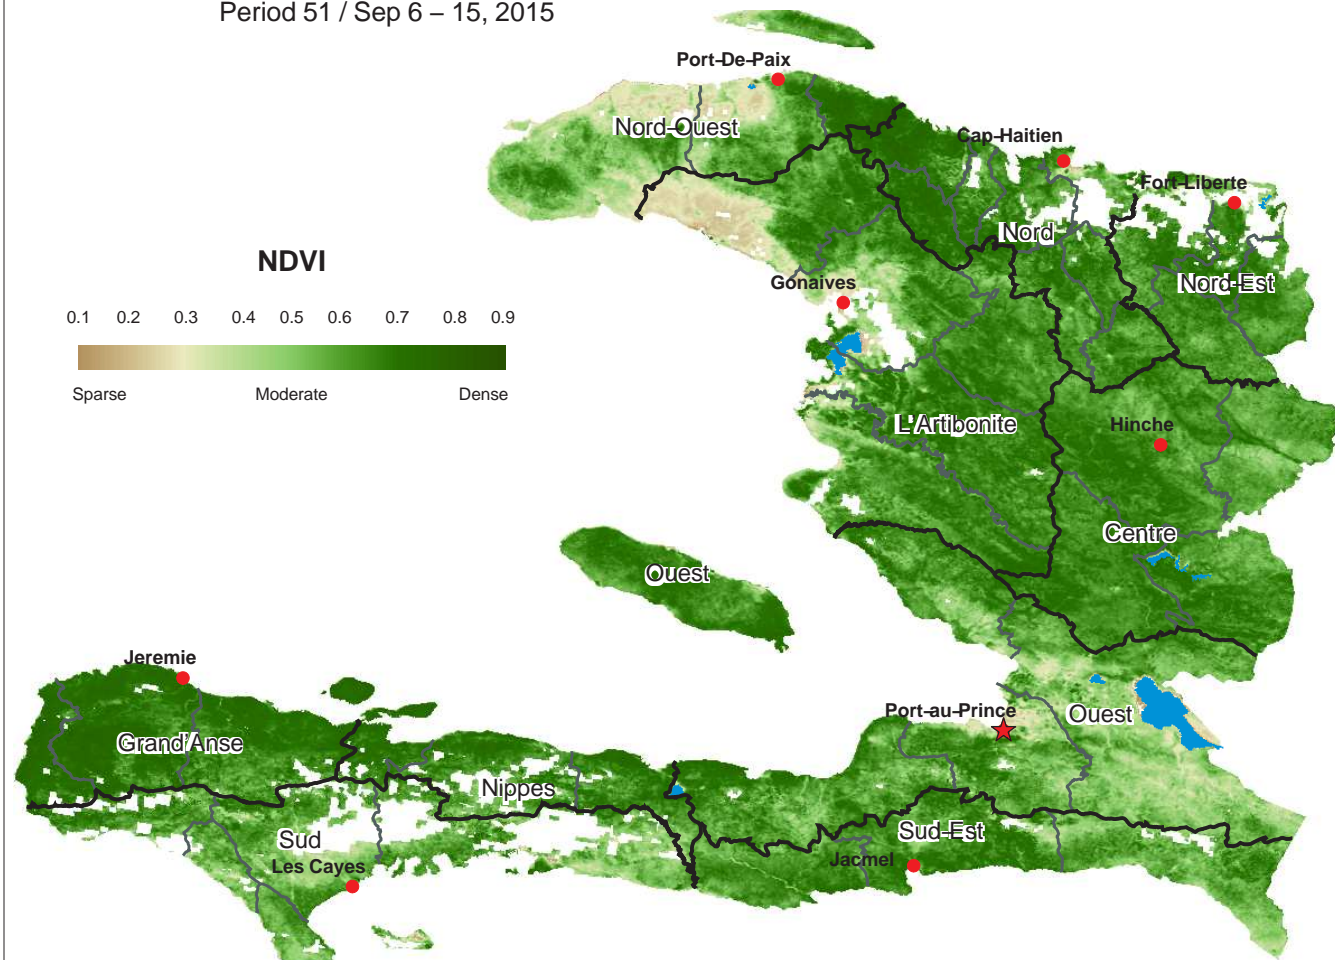 Period 51 / Sep 6 – 15, 2015
Port-De-Paix
Nord-Ouest
Cap-Haitien
Fort-Liberte
Nord
NDVI
Gonaives
Nord-Est
0.1 0.2 0.3 0.4 0.5 0.6 0.7 0.8 0.9
Sparse Moderate Dense
L'Artibonite
Hinche
Centre
Ouest
Jeremie
Port-au-Prince
Ouest
Grand'Anse
Nippes
Sud
Sud-Est
Les Cayes
Jacmel